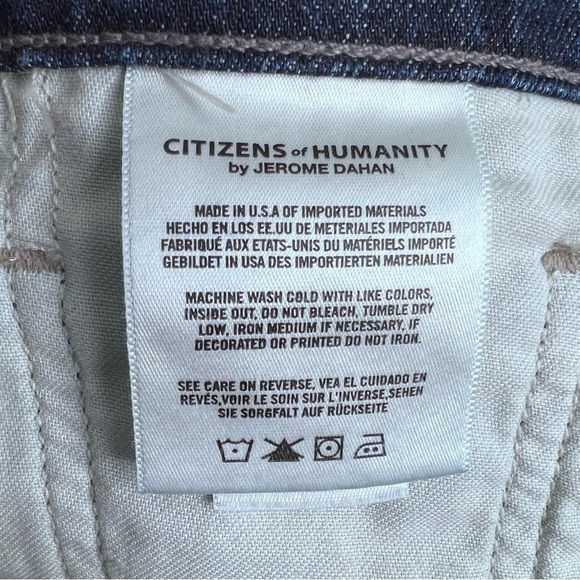 CITIZENS of HUMANITY
by JEROME DAHAN
MADE IN U.S.A OF IMPORTED MATERIALS
HECHO EN LOS EE.UU DE METERIALES IMPORTADA
FABRIQUÉ AUX ETATS-UNIS DU MATÉRIELS IMPORTÉ
GEBILDET IN USA DES IMPORTIERTEN MATERIALIEN
MACHINE WASH COLD WITH LIKE COLORS,
INSIDE OUT, DO NOT BLEACH, TUMBLE DRY
LOW, IRON MEDIUM IF NECESSARY, IF
DECORATED OR PRINTED DO NOT IRON.
SEE CARE ON REVERSE, VEA EL CUIDADO EN
REVÉS,VOIR LE SOIN SUR L'INVERSE,SEHEN
SIE SORGFALT AUF RÜCKSEITE